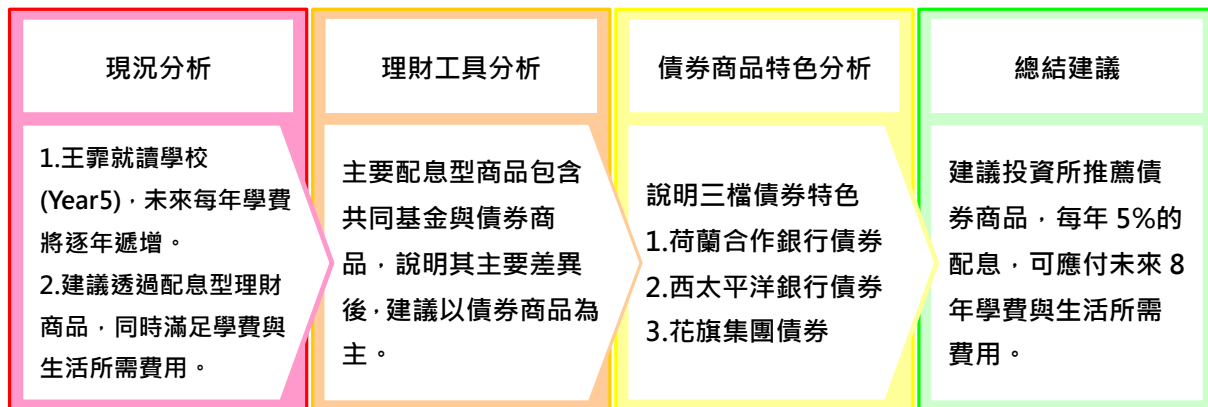 現況分析
1.王霏就讀學校
(Year5)，未來每年學費
將逐年遞增。
2.建議透過配息型理財
商品，同時滿足學費與
生活所需費用。
理財工具分析
主要配息型商品包含
共同基金與債券商
品，說明其主要差異
後，建議以債券商品為
主。
債券商品特色分析
說明三檔債券特色
1.荷蘭合作銀行債券
2.西太平洋銀行債券
3.花旗集團債券
總結建議
建議投資所推薦債
券商品，每年 5%的
配息，可應付未來 8
年學費與生活所需
費用。